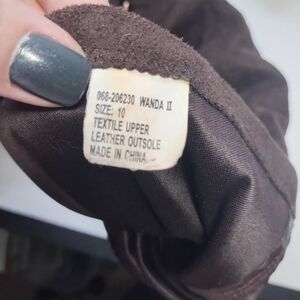 068-206230 WANDA II
SIZE: 10
TEXTILE UPPER
LEATHER OUTSOLE
MADE IN CHINA